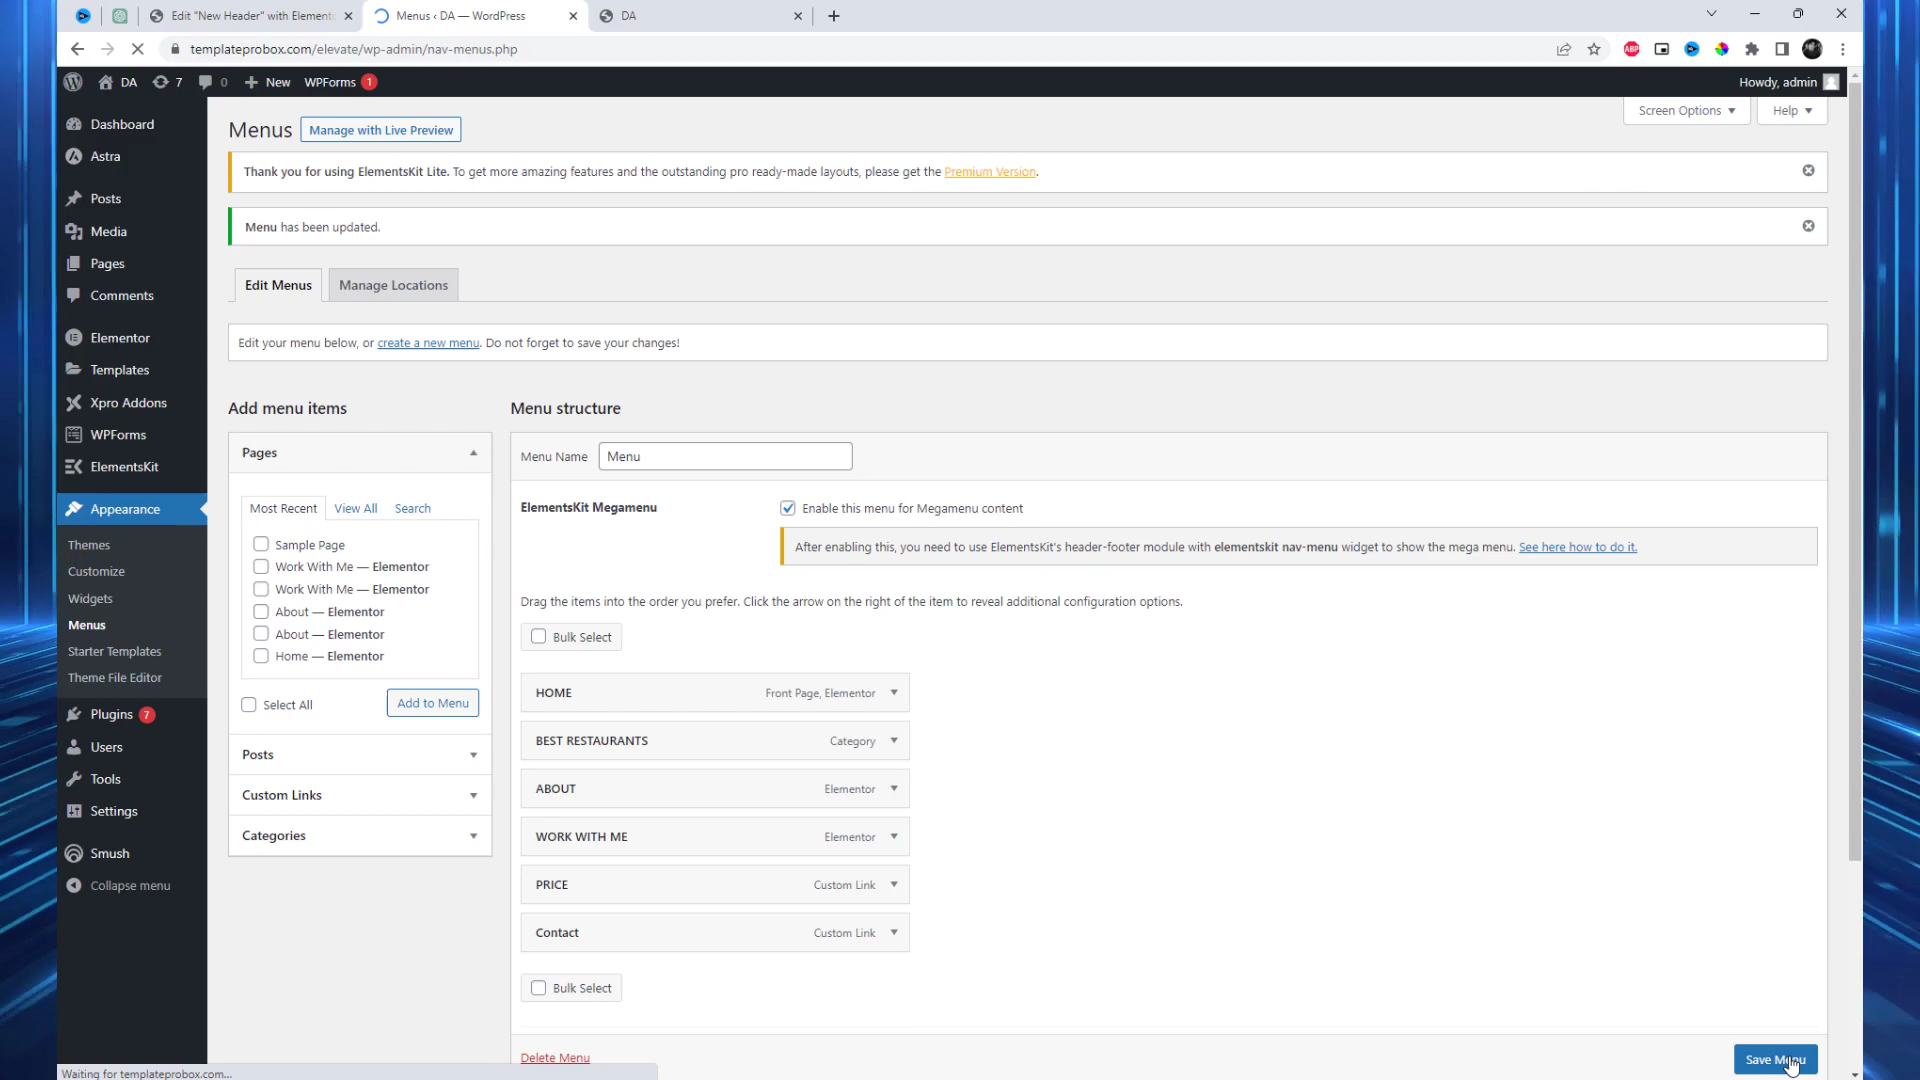 Edit "New Header" with Element
Menus ‹ DA — WordPress
DA
templateprobox.com/elevate/wp-admin/nav-menus.php
ABP
DA
7
0
New
WPForms 1
Howdy, admin
Dashboard
Astra
Posts
Media
Pages
Comments
Elementor
Templates
Xpro Addons
WPForms
ElementsKit
Appearance
Themes
Customize
Widgets
Menus
Starter Templates
Theme File Editor
Plugins 7
Users
Tools
Settings
Smush
Collapse menu
Screen Options
Help
Menus
Manage with Live Preview
Thank you for using ElementsKit Lite. To get more amazing features and the outstanding pro ready-made layouts, please get the Premium Version.
Menu has been updated.
Edit Menus
Manage Locations
Edit your menu below, or create a new menu. Do not forget to save your changes!
Add menu items
Pages
Most Recent
View All
Search
Sample Page
Work With Me — Elementor
Work With Me — Elementor
About — Elementor
About — Elementor
Home — Elementor
Select All
Add to Menu
Posts
Custom Links
Categories
Menu structure
Menu Name
Menu
ElementsKit Megamenu
Enable this menu for Megamenu content
After enabling this, you need to use ElementsKit's header-footer module with elementskit nav-menu widget to show the mega menu. See here how to do it.
Drag the items into the order you prefer. Click the arrow on the right of the item to reveal additional configuration options.
Bulk Select
HOME
Front Page, Elementor
BEST RESTAURANTS
Category
ABOUT
Elementor
WORK WITH ME
Elementor
PRICE
Custom Link
Contact
Custom Link
Bulk Select
Delete Menu
Save Menu
Waiting for templateprobox.com...